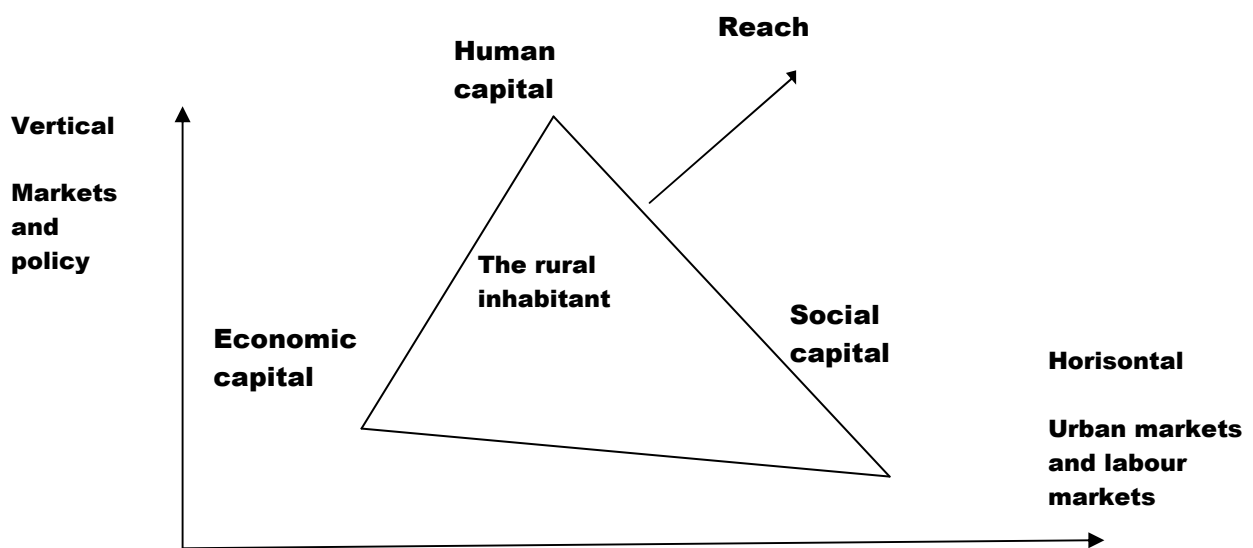 Reach
Human
capital
Vertical
Markets
and
policy
The rural
inhabitant
Economic
capital
Social
capital
Horisontal
Urban markets
and labour
markets